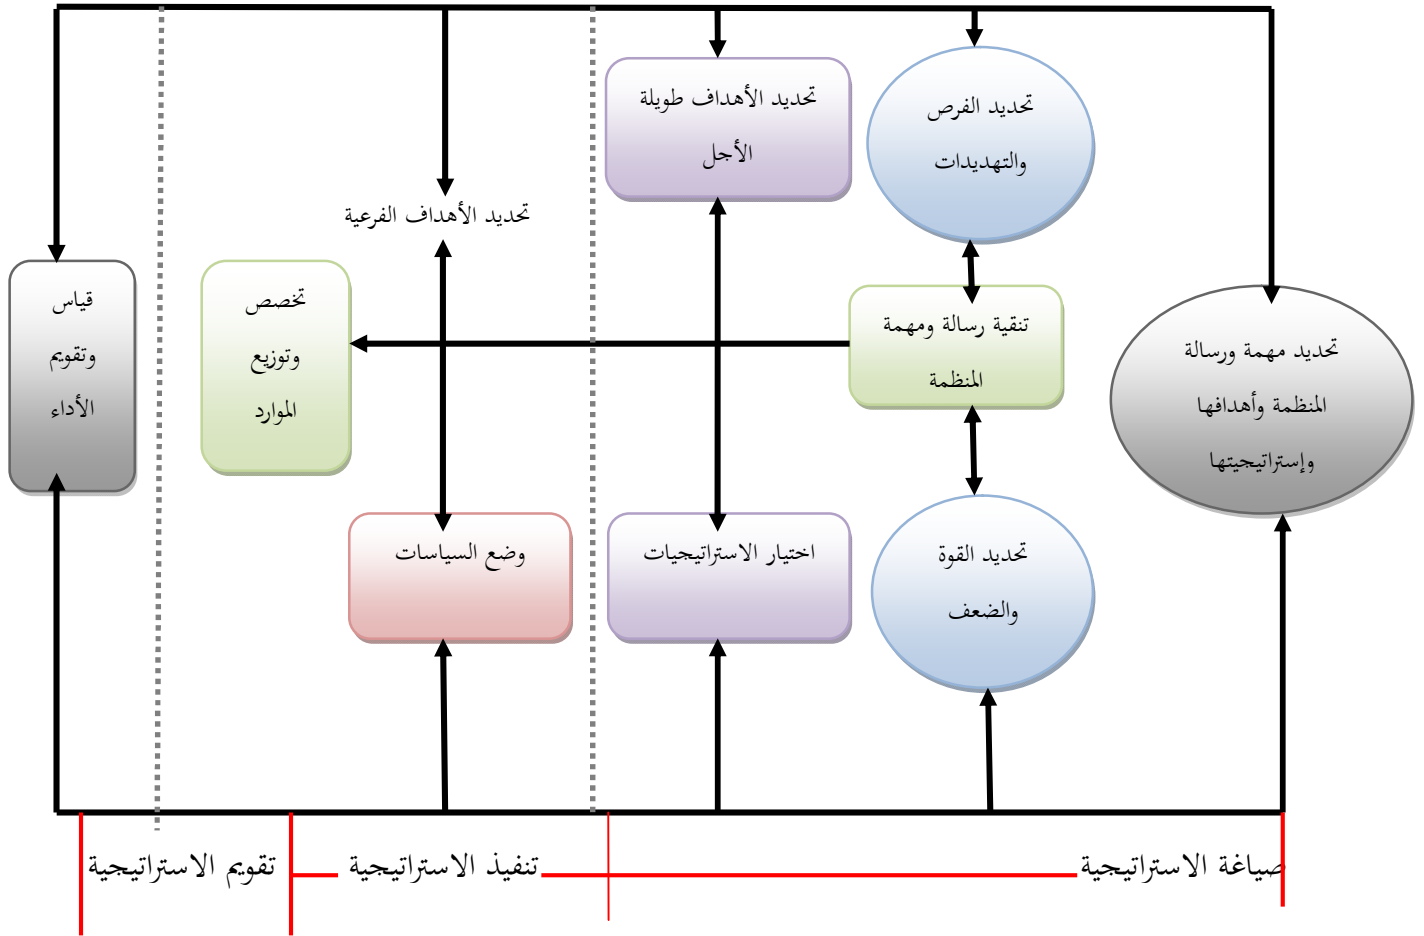 تحديد مهمة ورسالة
المنظمة وأهدافها
وإستراتيجيتها
تحديد الفرص
والتهديدات
تنقية رسالة ومهمة
المنظمة
تحديد القوة
والضعف
تحديد الأهداف طويلة
الأجل
اختيار الاستراتيجيات
تحديد الأهداف الفرعية
وضع السياسات
تخصص
وتوزيع
الموارد
قياس
وتقويم
الأداء
صياغة الاستراتيجية
تنفيذ الاستراتيجية
تقويم الاستراتيجية